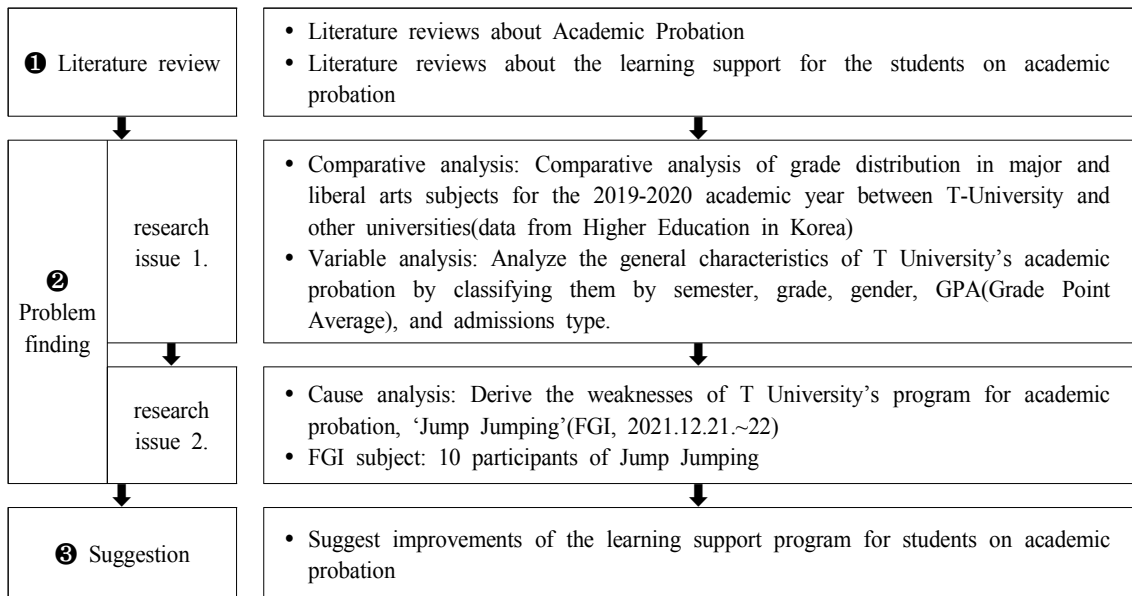 ❶ Literature review
• Literature reviews about Academic Probation
• Literature reviews about the learning support for the students on academic
probation
❷
Problem
finding
research
issue 1.
• Comparative analysis: Comparative analysis of grade distribution in major and
liberal arts subjects for the 2019-2020 academic year between T-University and
other universities(data from Higher Education in Korea)
• Variable analysis: Analyze the general characteristics of T University’s academic
probation by classifying them by semester, grade, gender, GPA(Grade Point
Average), and admissions type.
research
issue 2.
• Cause analysis: Derive the weaknesses of T University’s program for academic
probation, ‘Jump Jumping’(FGI, 2021.12.21.~22)
• FGI subject: 10 participants of Jump Jumping
❸ Suggestion
• Suggest improvements of the learning support program for students on academic
probation